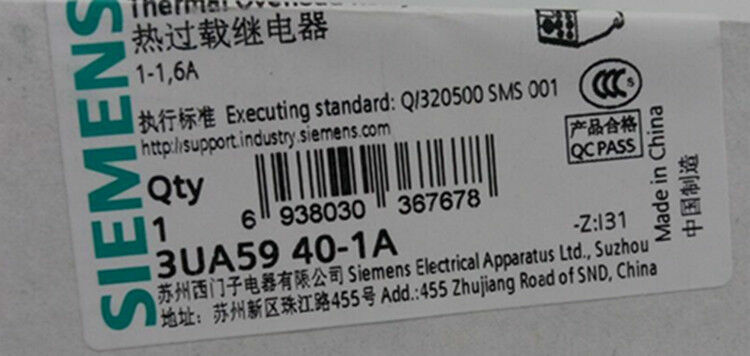 SIEMENS
Thermal Overload
热过载继电器
1-1,6A
执行标准 Executing standard: Q/320500 SMS 001
http://support.industry.siemens.com
CCC S
产品合格
QC PASS
Made in China
中国制造
Qty
1
6 938030 367678
3UA59 40-1A
-Z:I31
苏州西门子电器有限公司 Siemens Electrical Apparatus Ltd., Suzhou
地址: 苏州新区珠江路455号 Add.:455 Zhujiang Road of SND, China